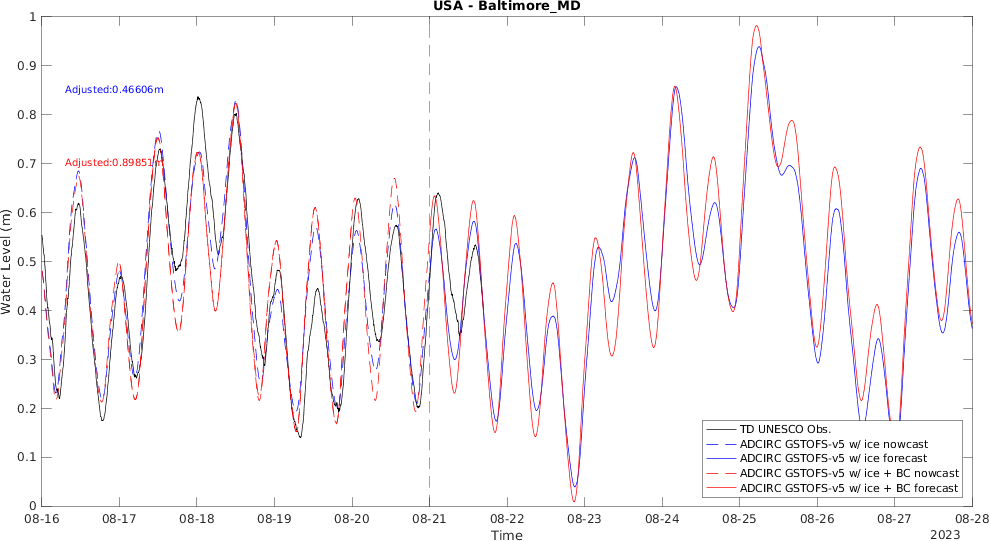 USA - Baltimore_MD
1
0.9
0.8
0.7
0.6
0.5
0.4
0.3
0.2
0.1
0
Water Level (m)
Adjusted:0.46606m
Adjusted:0.89851m
TD UNESCO Obs.
ADCIRC GSTOFS-v5 w/ ice nowcast
ADCIRC GSTOFS-v5 w/ ice forecast
ADCIRC GSTOFS-v5 w/ ice + BC nowcast
ADCIRC GSTOFS-v5 w/ ice + BC forecast
08-16 08-17 08-18 08-19 08-20 08-21 08-22 08-23 08-24 08-25 08-26 08-27 08-28
Time
2023